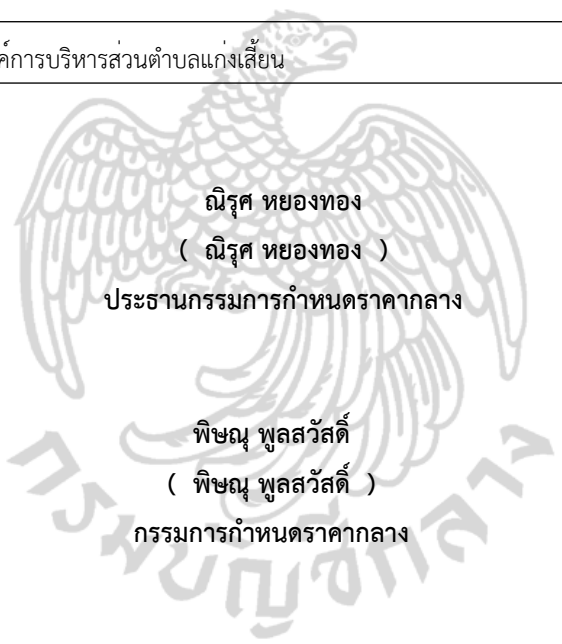 ค์การบริหารส่วนตำบลแก่งเสี้ยน
ณิรุศ หยองทอง
( ณิรุศ หยองทอง )
ประธานกรรมการกำหนดราคากลาง
พิษณุ พูลสวัสดิ์
( พิษณุ พูลสวัสดิ์ )
กรรมการกำหนดราคากลาง
กรมบัญชีกลาง